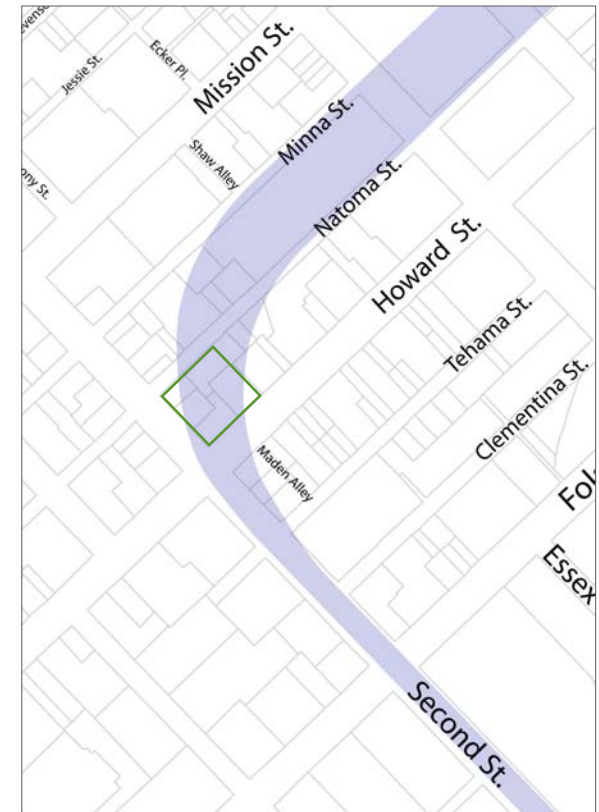 Ecker Pl.
Mission St.
Jessie St.
Minna St.
Shaw Alley
Natoma St.
Howard St.
Tehama St.
Clementina St.
Maden Alley
Essex
Second St.